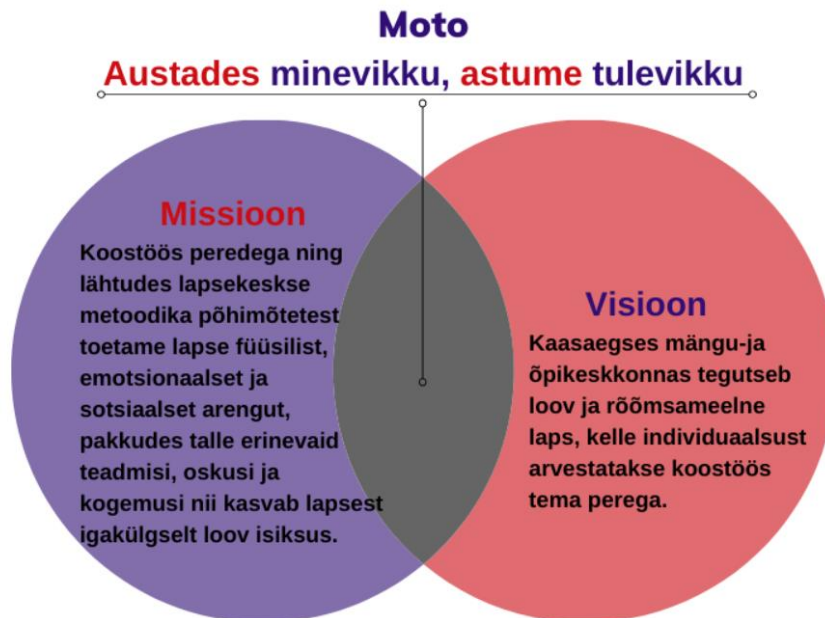 Moto
Austades minevikku, astume tulevikku
Missioon
Koostöös peredega ning
lähtudes lapsekeskse
metoodika põhimõtetest
toetame lapse füüsilist,
emotsionaalset ja
sotsiaalset arengut,
pakkudes talle erinevaid
teadmisi, oskusi ja
kogemusi nii kasvab lapsest
igakülgselt loov isiksus.
Visioon
Kaasaegses mängu-ja
õpikeskkonnas tegutseb
loov ja rõõmsameelne
laps, kelle individuaalsust
arvestatakse koostöös
tema perega.